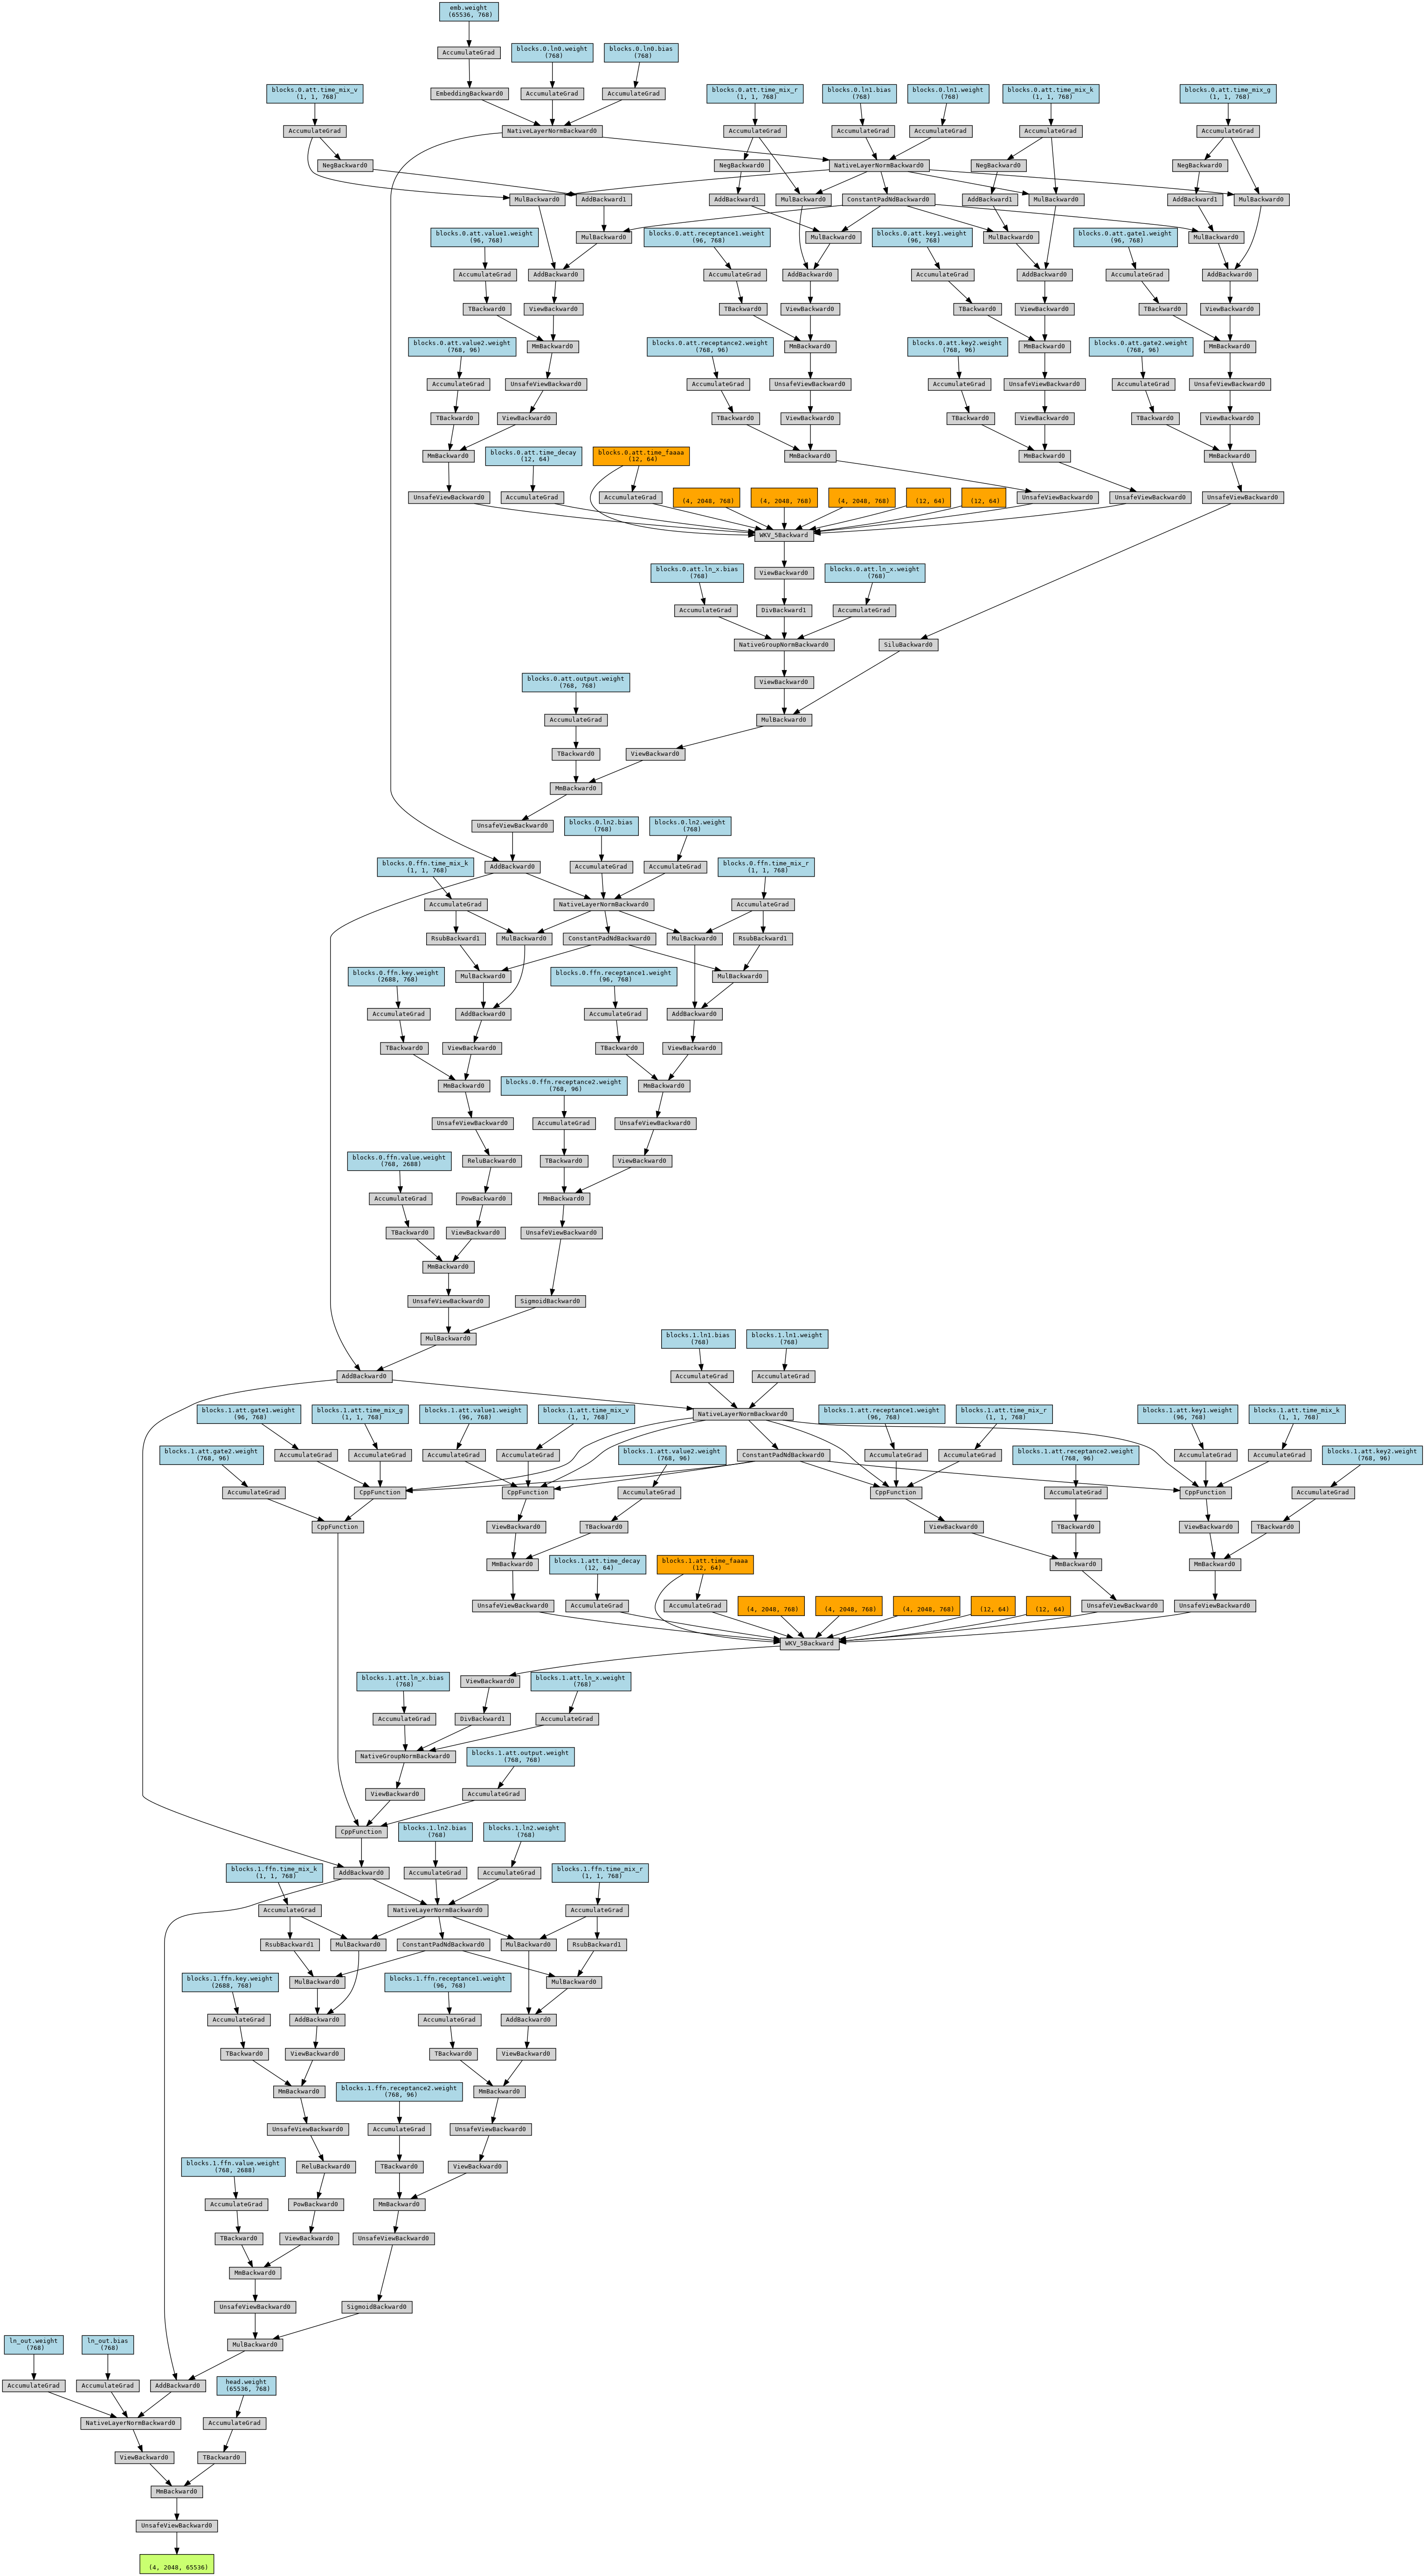 emb.weight
(65536, 768)
AccumulateGrad
blocks.0.ln0.weight
(768)
blocks.0.ln0.bias
(768)
blocks.0.att.time_mix_v
(1, 1, 768)
EmbeddingBackward0
AccumulateGrad
AccumulateGrad
blocks.0.att.time_mix_r
(1, 1, 768)
blocks.0.ln1.bias
(768)
blocks.0.ln1.weight
(768)
blocks.0.att.time_mix_k
(1, 1, 768)
blocks.0.att.time_mix_g
(1, 1, 768)
AccumulateGrad
NativeLayerNormBackward0
AccumulateGrad
AccumulateGrad
AccumulateGrad
AccumulateGrad
AccumulateGrad
NegBackward0
NegBackward0
NativeLayerNormBackward0
NegBackward0
NegBackward0
MulBackward0
AddBackward1
AddBackward1
MulBackward0
ConstantPadNdBackward0
AddBackward1
MulBackward0
AddBackward1
MulBackward0
blocks.0.att.value1.weight
(96, 768)
MulBackward0
blocks.0.att.receptance1.weight
(96, 768)
MulBackward0
blocks.0.att.key1.weight
(96, 768)
MulBackward0
blocks.0.att.gate1.weight
(96, 768)
MulBackward0
AccumulateGrad
AddBackward0
AccumulateGrad
AddBackward0
AccumulateGrad
AddBackward0
AccumulateGrad
AddBackward0
TBackward0
ViewBackward0
TBackward0
ViewBackward0
TBackward0
ViewBackward0
TBackward0
ViewBackward0
blocks.0.att.value2.weight
(768, 96)
MmBackward0
blocks.0.att.receptance2.weight
(768, 96)
MmBackward0
blocks.0.att.key2.weight
(768, 96)
MmBackward0
blocks.0.att.gate2.weight
(768, 96)
MmBackward0
AccumulateGrad
UnsafeViewBackward0
AccumulateGrad
UnsafeViewBackward0
AccumulateGrad
UnsafeViewBackward0
AccumulateGrad
UnsafeViewBackward0
TBackward0
ViewBackward0
TBackward0
ViewBackward0
TBackward0
ViewBackward0
TBackward0
ViewBackward0
MmBackward0
blocks.0.att.time_decay
(12, 64)
blocks.0.att.time_faaaa
(12, 64)
MmBackward0
MmBackward0
MmBackward0
UnsafeViewBackward0
AccumulateGrad
AccumulateGrad
(4, 2048, 768)
(4, 2048, 768)
(4, 2048, 768)
(12, 64)
(12, 64)
UnsafeViewBackward0
UnsafeViewBackward0
UnsafeViewBackward0
WKV_5Backward
blocks.0.att.ln_x.bias
(768)
ViewBackward0
blocks.0.att.ln_x.weight
(768)
AccumulateGrad
DivBackward1
AccumulateGrad
NativeGroupNormBackward0
SiluBackward0
blocks.0.att.output.weight
(768, 768)
ViewBackward0
AccumulateGrad
MulBackward0
TBackward0
ViewBackward0
MmBackward0
UnsafeViewBackward0
blocks.0.ln2.bias
(768)
blocks.0.ln2.weight
(768)
blocks.0.ffn.time_mix_k
(1, 1, 768)
AddBackward0
AccumulateGrad
AccumulateGrad
blocks.0.ffn.time_mix_r
(1, 1, 768)
AccumulateGrad
NativeLayerNormBackward0
AccumulateGrad
RsubBackward1
MulBackward0
ConstantPadNdBackward0
MulBackward0
RsubBackward1
blocks.0.ffn.key.weight
(2688, 768)
MulBackward0
blocks.0.ffn.receptance1.weight
(96, 768)
MulBackward0
AccumulateGrad
AddBackward0
AccumulateGrad
AddBackward0
TBackward0
ViewBackward0
TBackward0
ViewBackward0
MmBackward0
blocks.0.ffn.receptance2.weight
(768, 96)
MmBackward0
UnsafeViewBackward0
AccumulateGrad
UnsafeViewBackward0
blocks.0.ffn.value.weight
(768, 2688)
ReluBackward0
TBackward0
ViewBackward0
AccumulateGrad
PowBackward0
MmBackward0
TBackward0
ViewBackward0
UnsafeViewBackward0
MmBackward0
UnsafeViewBackward0
SigmoidBackward0
MulBackward0
blocks.1.ln1.bias
(768)
blocks.1.ln1.weight
(768)
AddBackward0
AccumulateGrad
AccumulateGrad
blocks.1.att.gate1.weight
(96, 768)
blocks.1.att.time_mix_g
(1, 1, 768)
blocks.1.att.value1.weight
(96, 768)
blocks.1.att.time_mix_v
(1, 1, 768)
NativeLayerNormBackward0
blocks.1.att.receptance1.weight
(96, 768)
blocks.1.att.time_mix_r
(1, 1, 768)
blocks.1.att.key1.weight
(96, 768)
blocks.1.att.time_mix_k
(1, 1, 768)
blocks.1.att.gate2.weight
(768, 96)
AccumulateGrad
AccumulateGrad
AccumulateGrad
AccumulateGrad
blocks.1.att.value2.weight
(768, 96)
ConstantPadNdBackward0
AccumulateGrad
AccumulateGrad
blocks.1.att.receptance2.weight
(768, 96)
AccumulateGrad
AccumulateGrad
blocks.1.att.key2.weight
(768, 96)
AccumulateGrad
CppFunction
CppFunction
AccumulateGrad
CppFunction
AccumulateGrad
CppFunction
AccumulateGrad
CppFunction
ViewBackward0
TBackward0
ViewBackward0
TBackward0
ViewBackward0
TBackward0
MmBackward0
blocks.1.att.time_decay
(12, 64)
blocks.1.att.time_faaaa
(12, 64)
MmBackward0
MmBackward0
UnsafeViewBackward0
AccumulateGrad
AccumulateGrad
(4, 2048, 768)
(4, 2048, 768)
(4, 2048, 768)
(12, 64)
(12, 64)
UnsafeViewBackward0
UnsafeViewBackward0
WKV_5Backward
blocks.1.att.ln_x.bias
(768)
ViewBackward0
blocks.1.att.ln_x.weight
(768)
AccumulateGrad
DivBackward1
AccumulateGrad
NativeGroupNormBackward0
blocks.1.att.output.weight
(768, 768)
ViewBackward0
AccumulateGrad
CppFunction
blocks.1.ln2.bias
(768)
blocks.1.ln2.weight
(768)
blocks.1.ffn.time_mix_k
(1, 1, 768)
AddBackward0
AccumulateGrad
AccumulateGrad
blocks.1.ffn.time_mix_r
(1, 1, 768)
AccumulateGrad
NativeLayerNormBackward0
AccumulateGrad
RsubBackward1
MulBackward0
ConstantPadNdBackward0
MulBackward0
RsubBackward1
blocks.1.ffn.key.weight
(2688, 768)
MulBackward0
blocks.1.ffn.receptance1.weight
(96, 768)
MulBackward0
AccumulateGrad
AddBackward0
AccumulateGrad
AddBackward0
TBackward0
ViewBackward0
TBackward0
ViewBackward0
MmBackward0
blocks.1.ffn.receptance2.weight
(768, 96)
MmBackward0
UnsafeViewBackward0
AccumulateGrad
UnsafeViewBackward0
blocks.1.ffn.value.weight
(768, 2688)
ReluBackward0
TBackward0
ViewBackward0
AccumulateGrad
PowBackward0
MmBackward0
TBackward0
ViewBackward0
UnsafeViewBackward0
MmBackward0
UnsafeViewBackward0
SigmoidBackward0
ln_out.weight
(768)
ln_out.bias
(768)
MulBackward0
AccumulateGrad
AccumulateGrad
AddBackward0
head.weight
(65536, 768)
NativeLayerNormBackward0
AccumulateGrad
ViewBackward0
TBackward0
MmBackward0
UnsafeViewBackward0
(4, 2048, 65536)